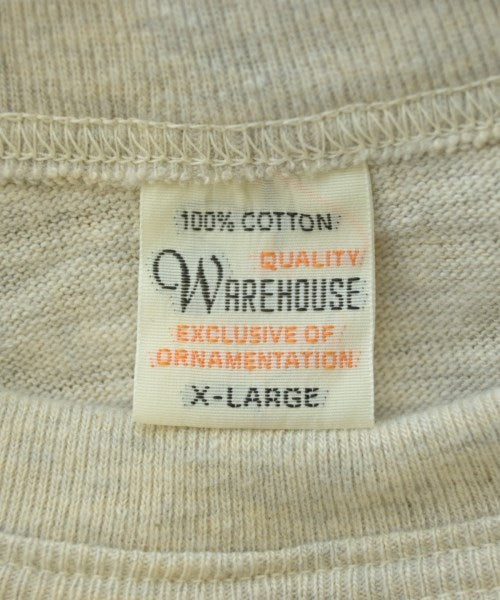 100% COTTON
QUALITY
WAREHOUSE
EXCLUSIVE OF
ORNAMENTATION
X-LARGE